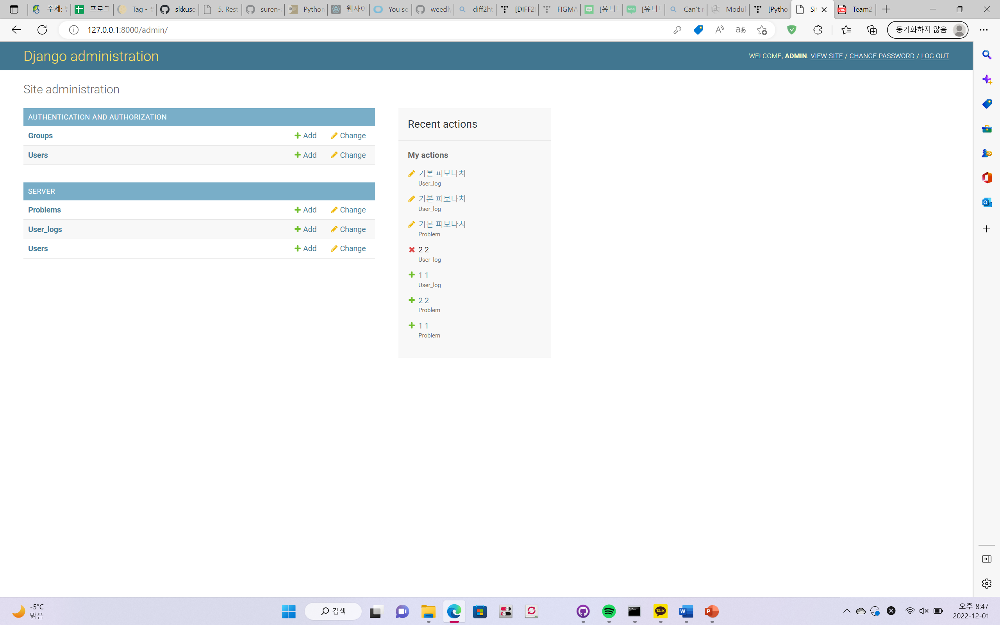 주제: 프로그 Tag - skkuse 5. Rest suren- Python 웹사이 You se weedly diff2ht [DIFF2 FIGMA [유니티 [유니티 Can't r Modul [Pytho Si Team2
127.0.0.1:8000/admin/ 동기화하지 않음
Django administration
WELCOME, ADMIN. VIEW SITE / CHANGE PASSWORD / LOG OUT
Site administration
AUTHENTICATION AND AUTHORIZATION
Groups Add Change
Users Add Change
SERVER
Problems Add Change
User_logs Add Change
Users Add Change
Recent actions
My actions
기본 피보나치
User_log
기본 피보나치
User_log
기본 피보나치
Problem
2 2
User_log
1 1
User_log
2 2
Problem
1 1
Problem
-5°C
맑음
검색
오후 8:47
2022-12-01